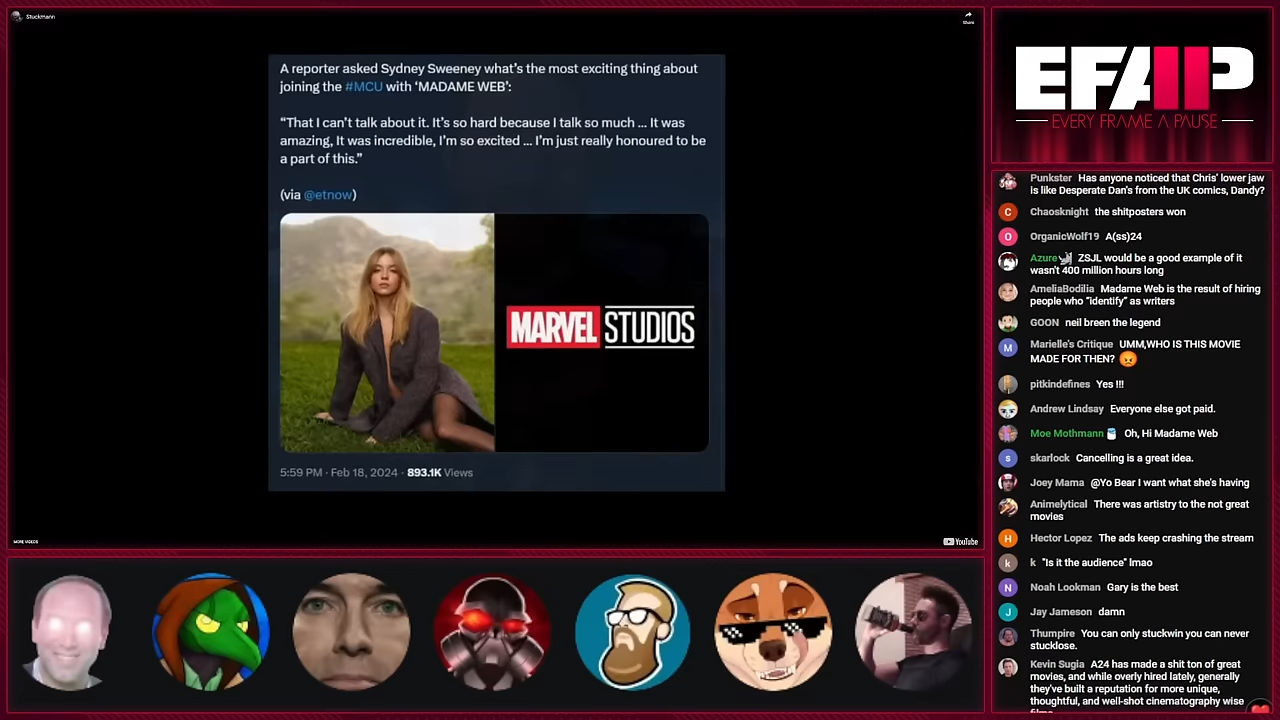 Stuckmann
Share
A reporter asked Sydney Sweeney what's the most exciting thing about
joining the #MCU with 'MADAME WEB':
“That I can't talk about it. It's so hard because I talk so much ... It was
amazing, It was incredible, I'm so excited ... I'm just really honoured to be
a part of this.”
(via @etnow)
MARVEL STUDIOS
5:59 PM · Feb 18, 2024 · 893.1K Views
MORE VIDEOS
YouTube
EFAP
EVERY FRAME A PAUSE
Punkster Has anyone noticed that Chris' lower jaw
is like Desperate Dan's from the UK comics, Dandy?
Chaosknight the shitposters won
OrganicWolf19 A(ss)24
Azure ZSJL would be a good example of it
wasn't 400 million hours long
AmeliaBodilia Madame Web is the result of hiring
people who “identify” as writers
GOON neil breen the legend
Marielle's Critique UMM,WHO IS THIS MOVIE
MADE FOR THEN? 😡
pitkindefines Yes !!!
Andrew Lindsay Everyone else got paid.
Moe Mothmann Oh, Hi Madame Web
skarlock Cancelling is a great idea.
Joey Mama @Yo Bear I want what she's having
Animelytical There was artistry to the not great
movies
Hector Lopez The ads keep crashing the stream
k "Is it the audience" lmao
Noah Lookman Gary is the best
Jay Jameson damn
Thumpire You can only stuckwin you can never
stucklose.
Kevin Sugia A24 has made a shit ton of great
movies, and while overly hired lately, generally
they've built a reputation for more unique,
thoughtful, and well-shot cinematography wise